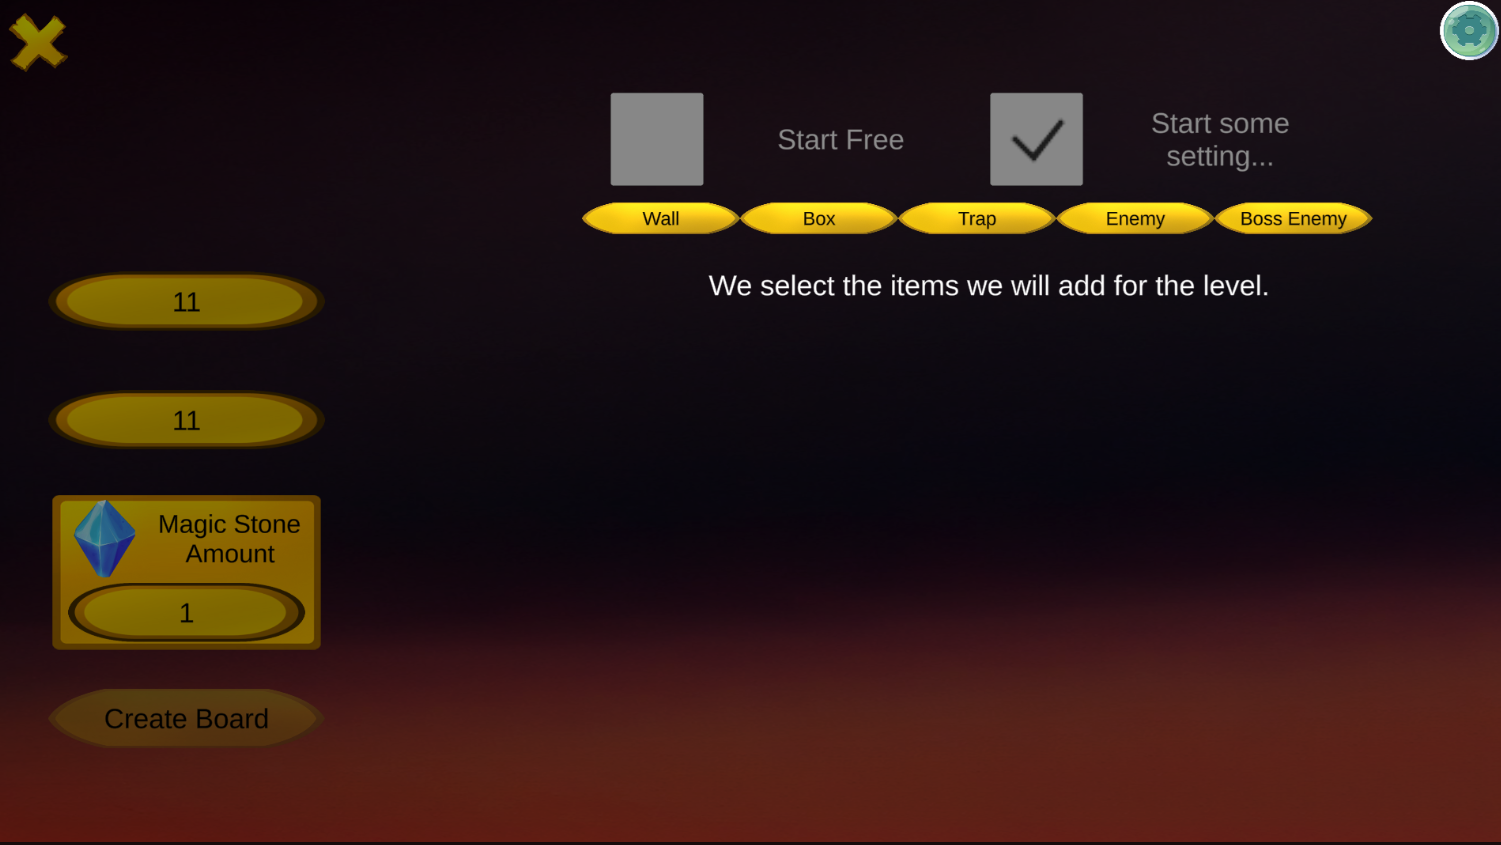 Start Free
Start some
setting...
Wall
Box
Trap
Enemy
Boss Enemy
We select the items we will add for the level.
11
11
Magic Stone
Amount
1
Create Board